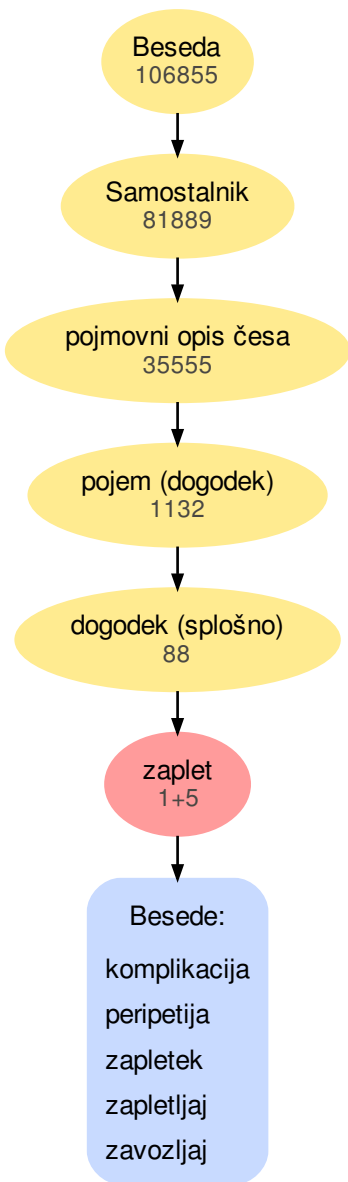 Beseda
106855
Samostalnik
81889
pojmovni opis česa
35555
pojem (dogodek)
1132
dogodek (splošno)
88
zaplet
1+5
Besede:
komplikacija
peripetija
zapletek
zapletljaj
zavozljaj